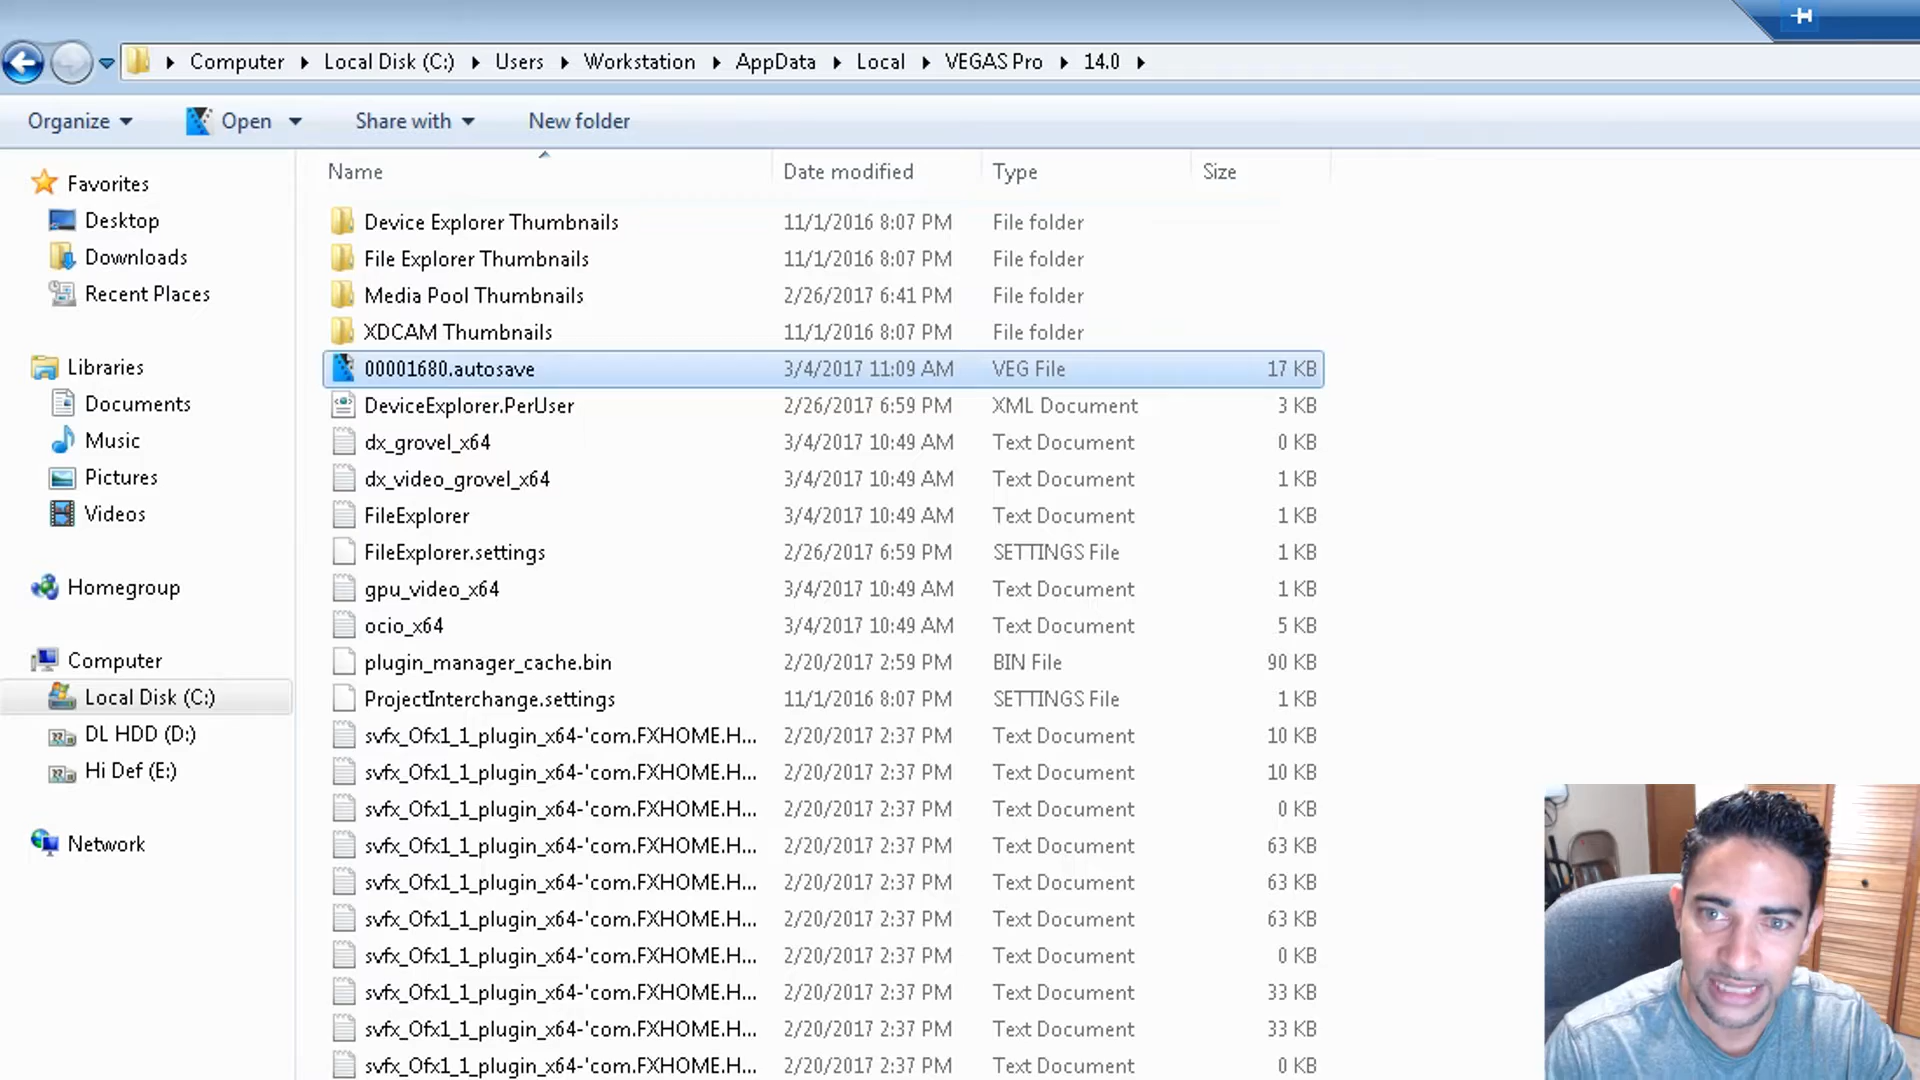 Computer Local Disk (C:) Users Workstation AppData Local VEGAS Pro 14.0
Organize Open Share with New folder
Name Date modified Type Size
Favorites
Desktop
Downloads
Recent Places
Libraries
Documents
Music
Pictures
Videos
Homegroup
Computer
Local Disk (C:)
DL HDD (D:)
Hi Def (E:)
Network
Device Explorer Thumbnails 11/1/2016 8:07 PM File folder
File Explorer Thumbnails 11/1/2016 8:07 PM File folder
Media Pool Thumbnails 2/26/2017 6:41 PM File folder
XDCAM Thumbnails 11/1/2016 8:07 PM File folder
00001680.autosave 3/4/2017 11:09 AM VEG File 17 KB
DeviceExplorer.PerUser 2/26/2017 6:59 PM XML Document 3 KB
dx_grovel_x64 3/4/2017 10:49 AM Text Document 0 KB
dx_video_grovel_x64 3/4/2017 10:49 AM Text Document 1 KB
FileExplorer 3/4/2017 10:49 AM Text Document 1 KB
FileExplorer.settings 2/26/2017 6:59 PM SETTINGS File 1 KB
gpu_video_x64 3/4/2017 10:49 AM Text Document 1 KB
ocio_x64 3/4/2017 10:49 AM Text Document 5 KB
plugin_manager_cache.bin 2/20/2017 2:59 PM BIN File 90 KB
ProjectInterchange.settings 11/1/2016 8:07 PM SETTINGS File 1 KB
svfx_Ofx1_1_plugin_x64-'com.FXHOME.H... 2/20/2017 2:37 PM Text Document 10 KB
svfx_Ofx1_1_plugin_x64-'com.FXHOME.H... 2/20/2017 2:37 PM Text Document 10 KB
svfx_Ofx1_1_plugin_x64-'com.FXHOME.H... 2/20/2017 2:37 PM Text Document 0 KB
svfx_Ofx1_1_plugin_x64-'com.FXHOME.H... 2/20/2017 2:37 PM Text Document 63 KB
svfx_Ofx1_1_plugin_x64-'com.FXHOME.H... 2/20/2017 2:37 PM Text Document 63 KB
svfx_Ofx1_1_plugin_x64-'com.FXHOME.H... 2/20/2017 2:37 PM Text Document 63 KB
svfx_Ofx1_1_plugin_x64-'com.FXHOME.H... 2/20/2017 2:37 PM Text Document 0 KB
svfx_Ofx1_1_plugin_x64-'com.FXHOME.H... 2/20/2017 2:37 PM Text Document 33 KB
svfx_Ofx1_1_plugin_x64-'com.FXHOME.H... 2/20/2017 2:37 PM Text Document 33 KB
svfx_Ofx1_1_plugin_x64-'com.FXHOME.H... 2/20/2017 2:37 PM Text Document 0 KB